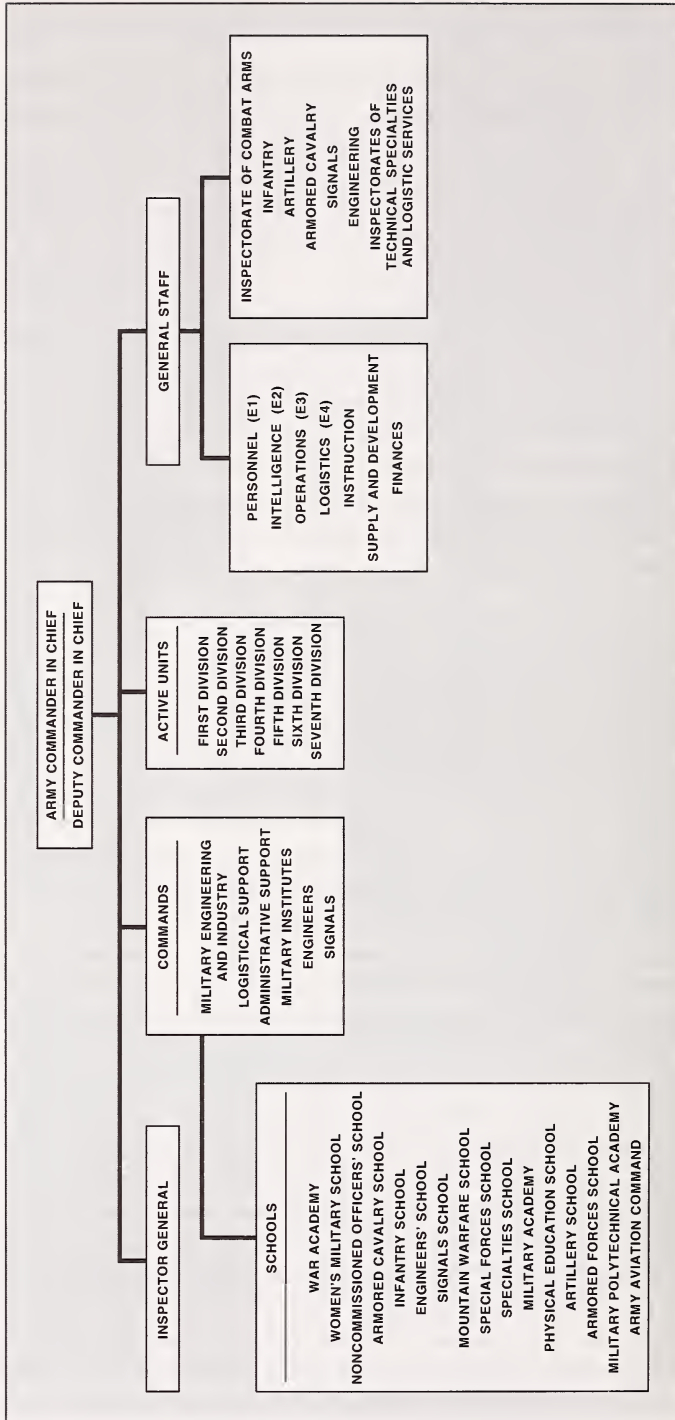 ARMY COMMANDER IN CHIEF
DEPUTY COMMANDER IN CHIEF
INSPECTOR GENERAL
COMMANDS
MILITARY ENGINEERING
AND INDUSTRY
LOGISTICAL SUPPORT
ADMINISTRATIVE SUPPORT
MILITARY INSTITUTES
ENGINEERS
SIGNALS
ACTIVE UNITS
FIRST DIVISION
SECOND DIVISION
THIRD DIVISION
FOURTH DIVISION
FIFTH DIVISION
SIXTH DIVISION
SEVENTH DIVISION
GENERAL STAFF
SCHOOLS
WAR ACADEMY
WOMEN'S MILITARY SCHOOL
NONCOMMISSIONED OFFICERS' SCHOOL
ARMORED CAVALRY SCHOOL
INFANTRY SCHOOL
ENGINEERS' SCHOOL
SIGNALS SCHOOL
MOUNTAIN WARFARE SCHOOL
SPECIAL FORCES SCHOOL
SPECIALTIES SCHOOL
MILITARY ACADEMY
PHYSICAL EDUCATION SCHOOL
ARTILLERY SCHOOL
ARMORED FORCES SCHOOL
MILITARY POLYTECHNICAL ACADEMY
ARMY AVIATION COMMAND
PERSONNEL (E1)
INTELLIGENCE (E2)
OPERATIONS (E3)
LOGISTICS (E4)
INSTRUCTION
SUPPLY AND DEVELOPMENT
FINANCES
INSPECTORATE OF COMBAT ARMS
INFANTRY
ARTILLERY
ARMORED CAVALRY
SIGNALS
ENGINEERING
INSPECTORATES OF
TECHNICAL SPECIALTIES
AND LOGISTIC SERVICES